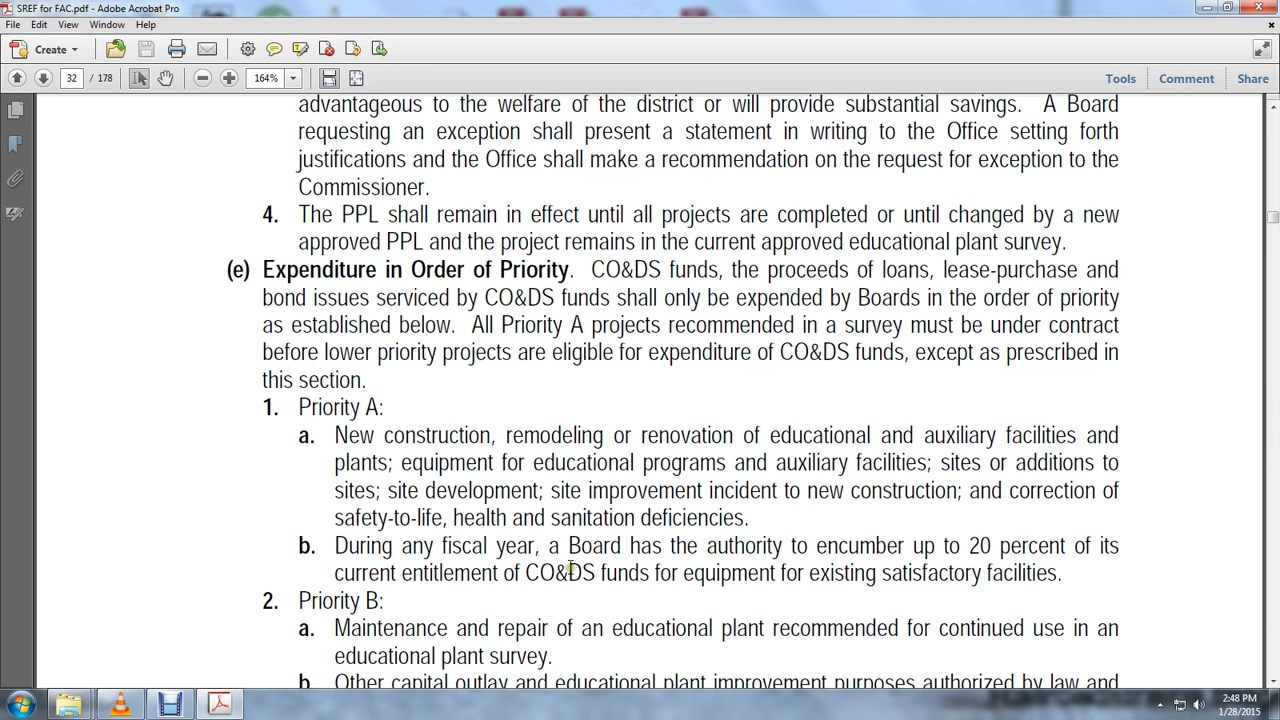 SREF for FAC.pdf - Adobe Acrobat Pro
File Edit View Window Help
Create
32 / 178 164% Tools Comment Share
advantageous to the welfare of the district or will provide substantial savings. A Board
requesting an exception shall present a statement in writing to the Office setting forth
justifications and the Office shall make a recommendation on the request for exception to the
Commissioner.
4. The PPL shall remain in effect until all projects are completed or until changed by a new
approved PPL and the project remains in the current approved educational plant survey.
(e) Expenditure in Order of Priority. CO&DS funds, the proceeds of loans, lease-purchase and
bond issues serviced by CO&DS funds shall only be expended by Boards in the order of priority
as established below. All Priority A projects recommended in a survey must be under contract
before lower priority projects are eligible for expenditure of CO&DS funds, except as prescribed in
this section.
1. Priority A:
a. New construction, remodeling or renovation of educational and auxiliary facilities and
plants; equipment for educational programs and auxiliary facilities; sites or additions to
sites; site development; site improvement incident to new construction; and correction of
safety-to-life, health and sanitation deficiencies.
b. During any fiscal year, a Board has the authority to encumber up to 20 percent of its
current entitlement of CO&DS funds for equipment for existing satisfactory facilities.
2. Priority B:
a. Maintenance and repair of an educational plant recommended for continued use in an
educational plant survey.
b. Other capital outlay and educational plant improvement purposes authorized by law and
2:48 PM
1/28/2015